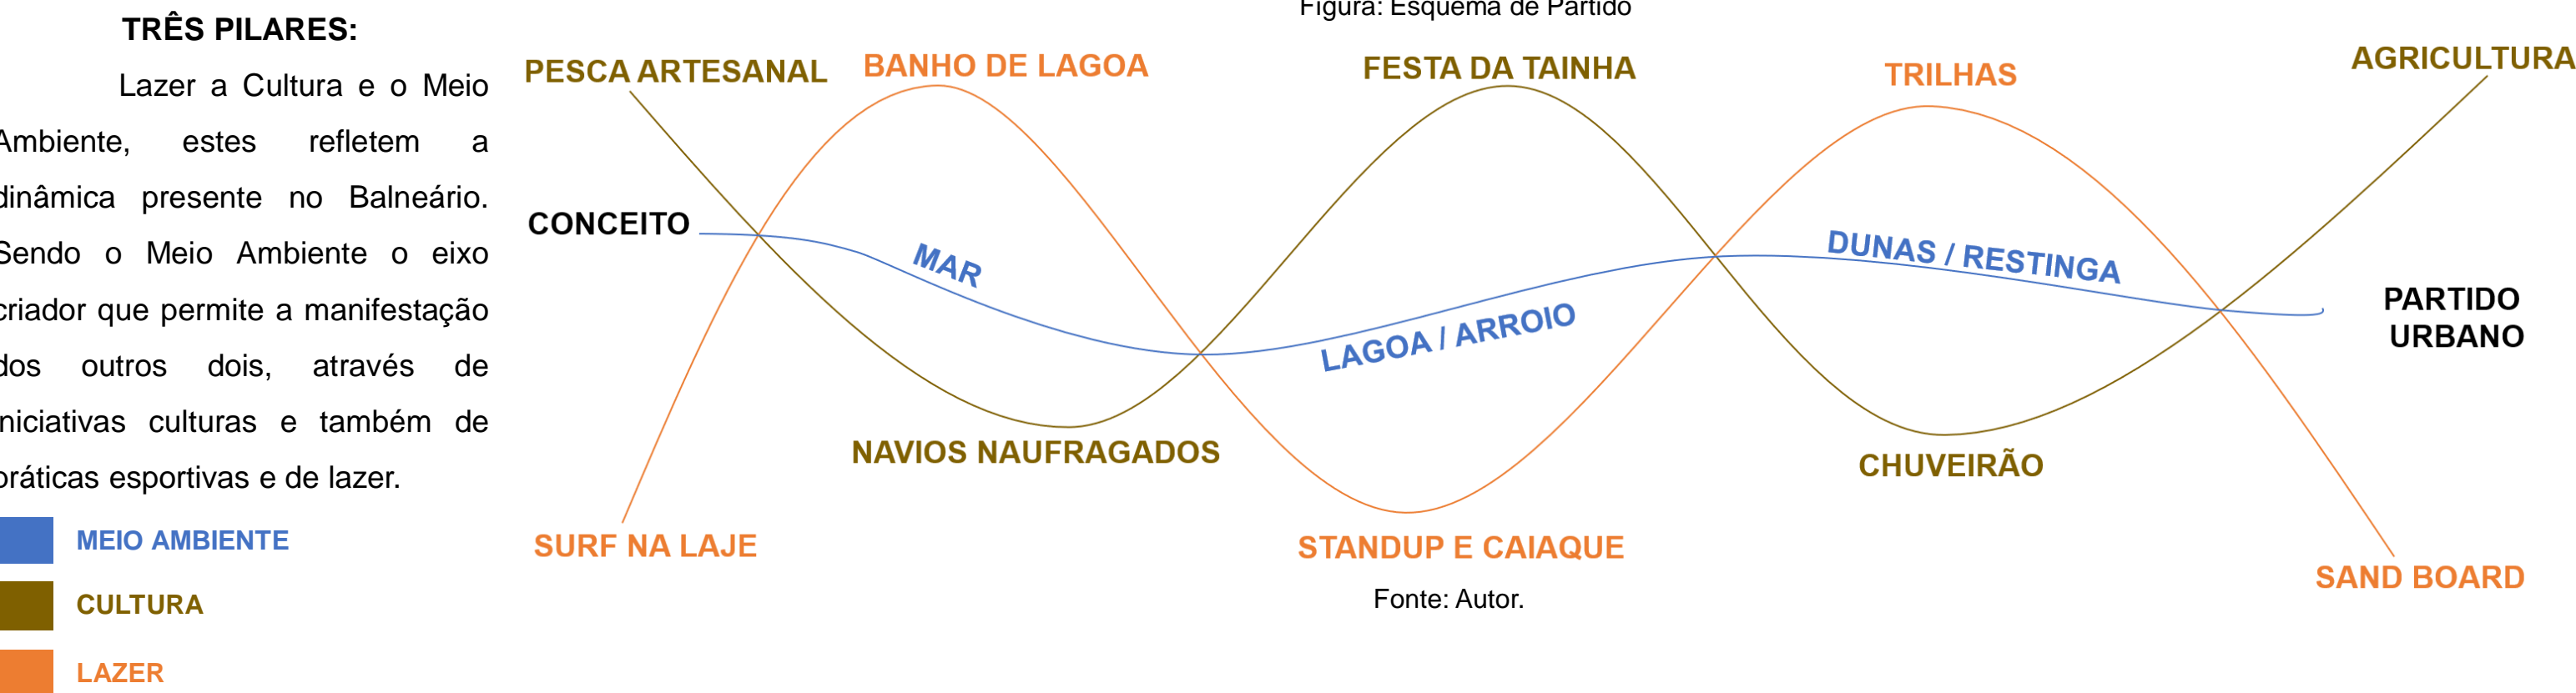 TRÊS PILARES:
Lazer a Cultura e o Meio
Ambiente, estes refletem a
dinâmica presente no Balneário.
Sendo o Meio Ambiente o eixo
criador que permite a manifestação
dos outros dois, através de
iniciativas culturas e também de
práticas esportivas e de lazer.
MEIO AMBIENTE
CULTURA
LAZER
Figura: Esquema de Partido
PESCA ARTESANAL
BANHO DE LAGOA
FESTA DA TAINHA
TRILHAS
AGRICULTURA
CONCEITO
MAR
LAGOA / ARROIO
DUNAS / RESTINGA
PARTIDO
URBANO
NAVIOS NAUFRAGADOS
CHUVEIRÃO
SURF NA LAJE
STANDUP E CAIAQUE
SAND BOARD
Fonte: Autor.